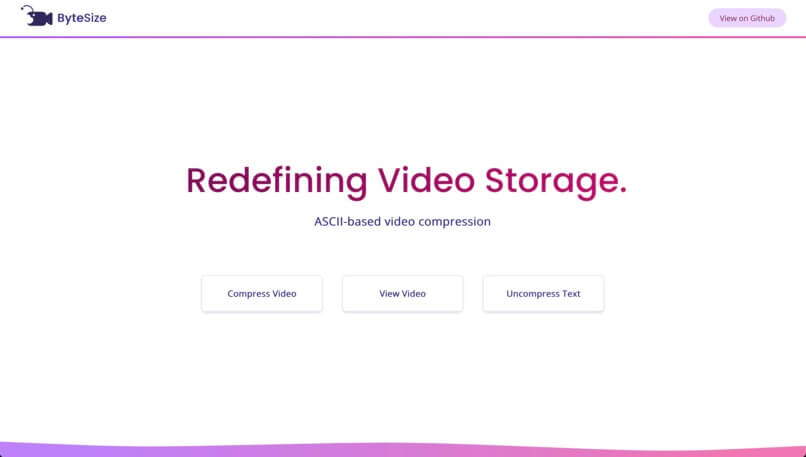 ByteSize
View on Github
Redefining Video Storage.
ASCII-based video compression
Compress Video
View Video
Uncompress Text